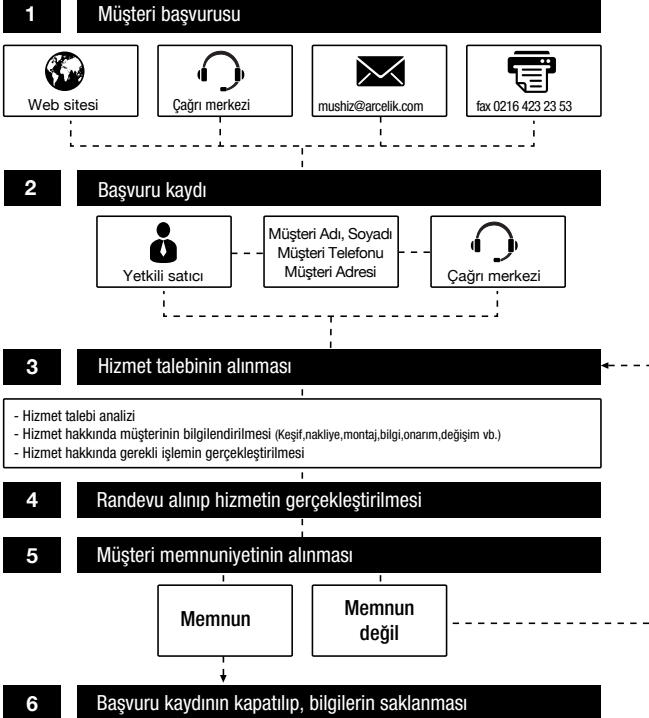 1 Müşteri başvurusu
Web sitesi
Çağrı merkezi
mushiz@arcelik.com
fax 0216 423 23 53
2 Başvuru kaydı
Yetkili satıcı
Müşteri Adı, Soyadı
Müşteri Telefonu
Müşteri Adresi
Çağrı merkezi
3 Hizmet talebinin alınması
- Hizmet talebi analizi
- Hizmet hakkında müşterinin bilgilendirilmesi (Keşif,nakliye,montaj,bilgi,onarım,değişim vb.)
- Hizmet hakkında gerekli işlemin gerçekleştirilmesi
4 Randevu alınıp hizmetin gerçekleştirilmesi
5 Müşteri memnuniyetinin alınması
Memnun
Memnun
değil
6 Başvuru kaydının kapatılıp, bilgilerin saklanması